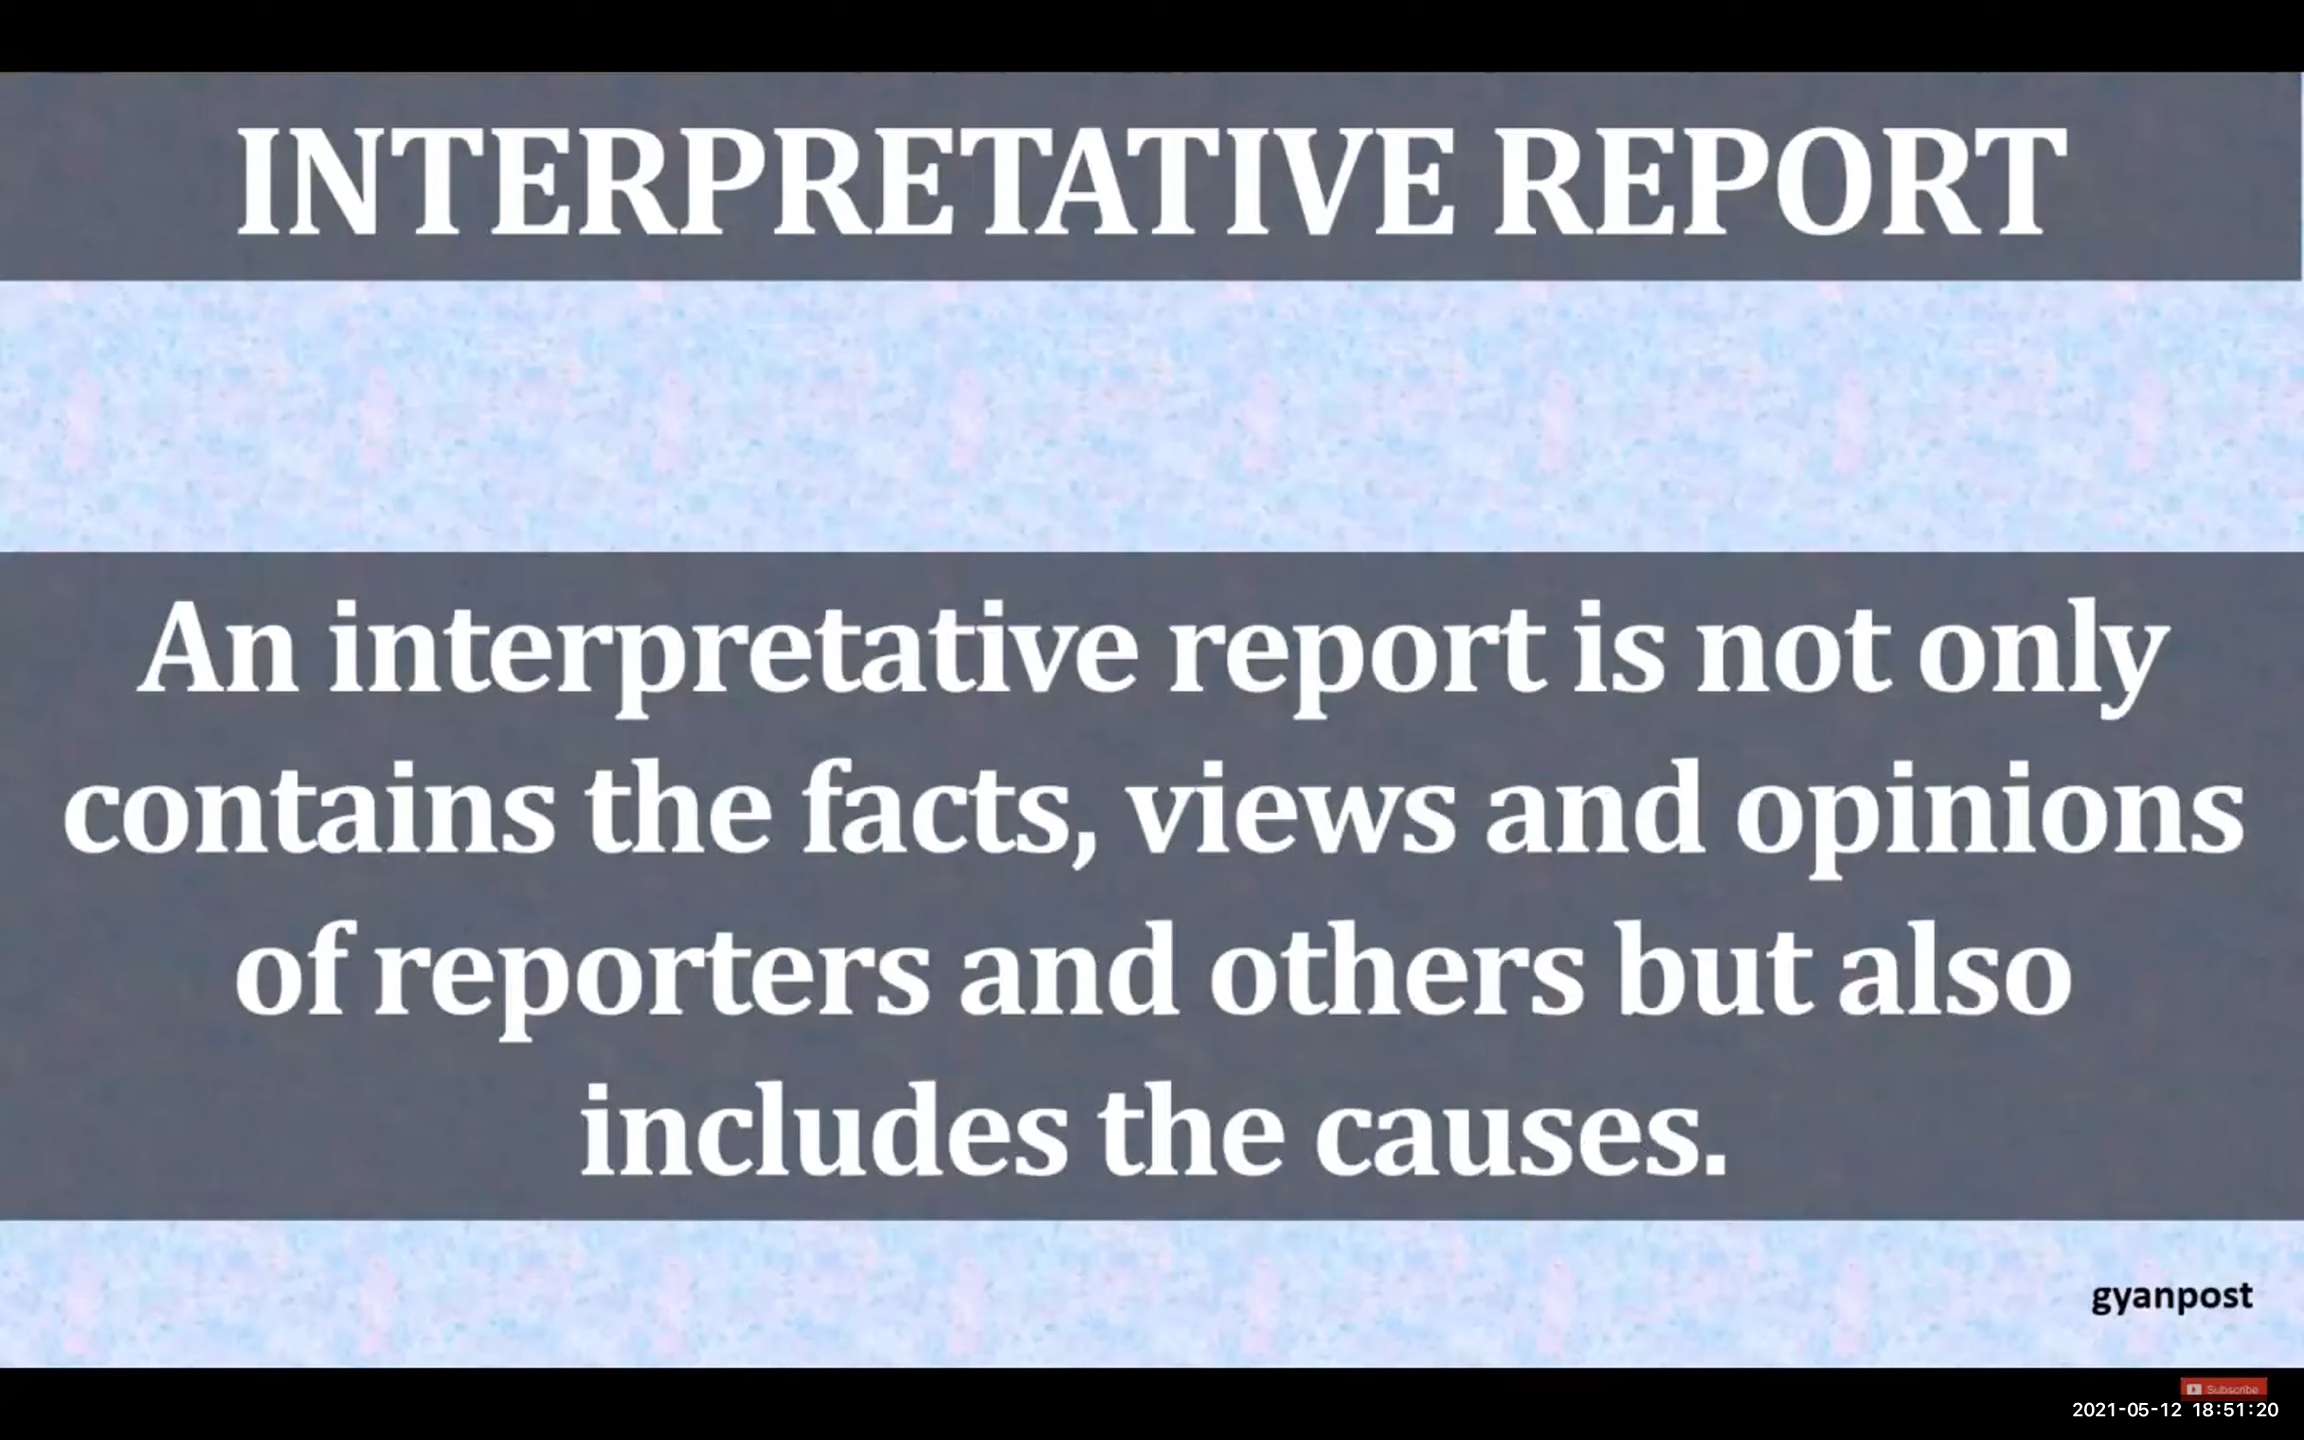 INTERPRETATIVE REPORT
An interpretative report is not only
contains the facts, views and opinions
of reporters and others but also
includes the causes.
gyanpost
Subscribe
2021-05-12 18:51:20